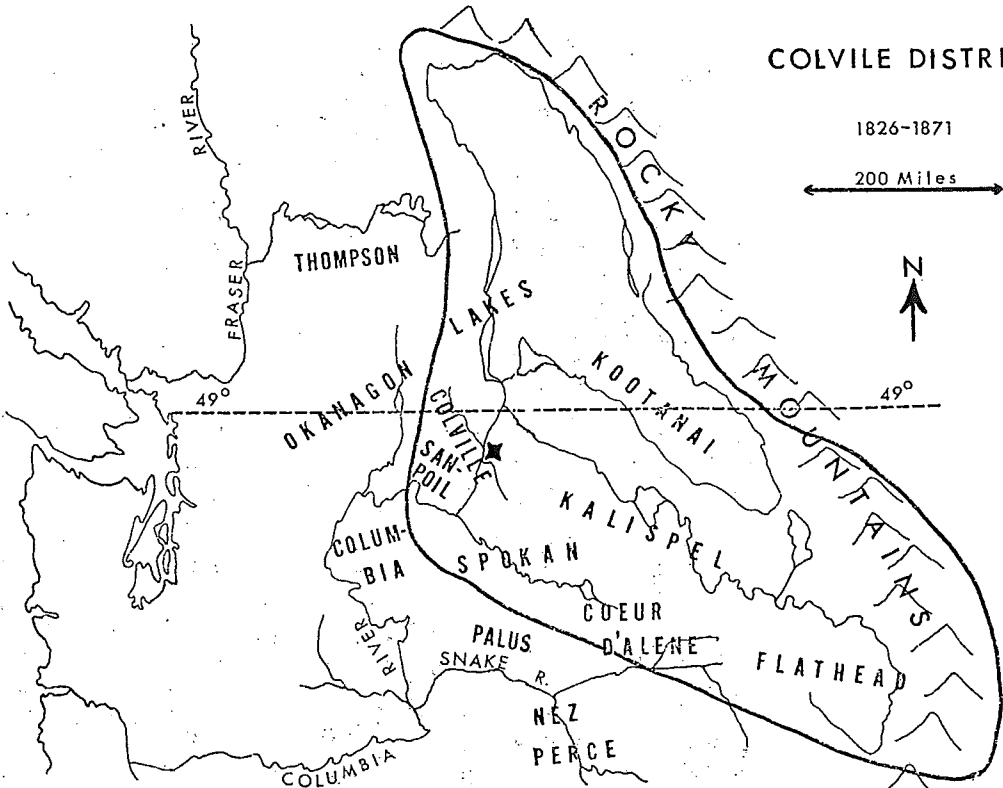 COLVILE DISTRI
1826-1871
200 Miles
N
ROCKY
MOUNTAINS
RIVER
FRASER
THOMPSON
LAKES
KOOTANAI
49°
49°
OKANAGON
COLVILLE
SAN-
POIL
KALISPEL
COLUM-
BIA
SPOKAN
COEUR
D'ALENE
FLATHEAD
PALUS
RIVER
SNAKE R.
NEZ
PERCE
COLUMBIA